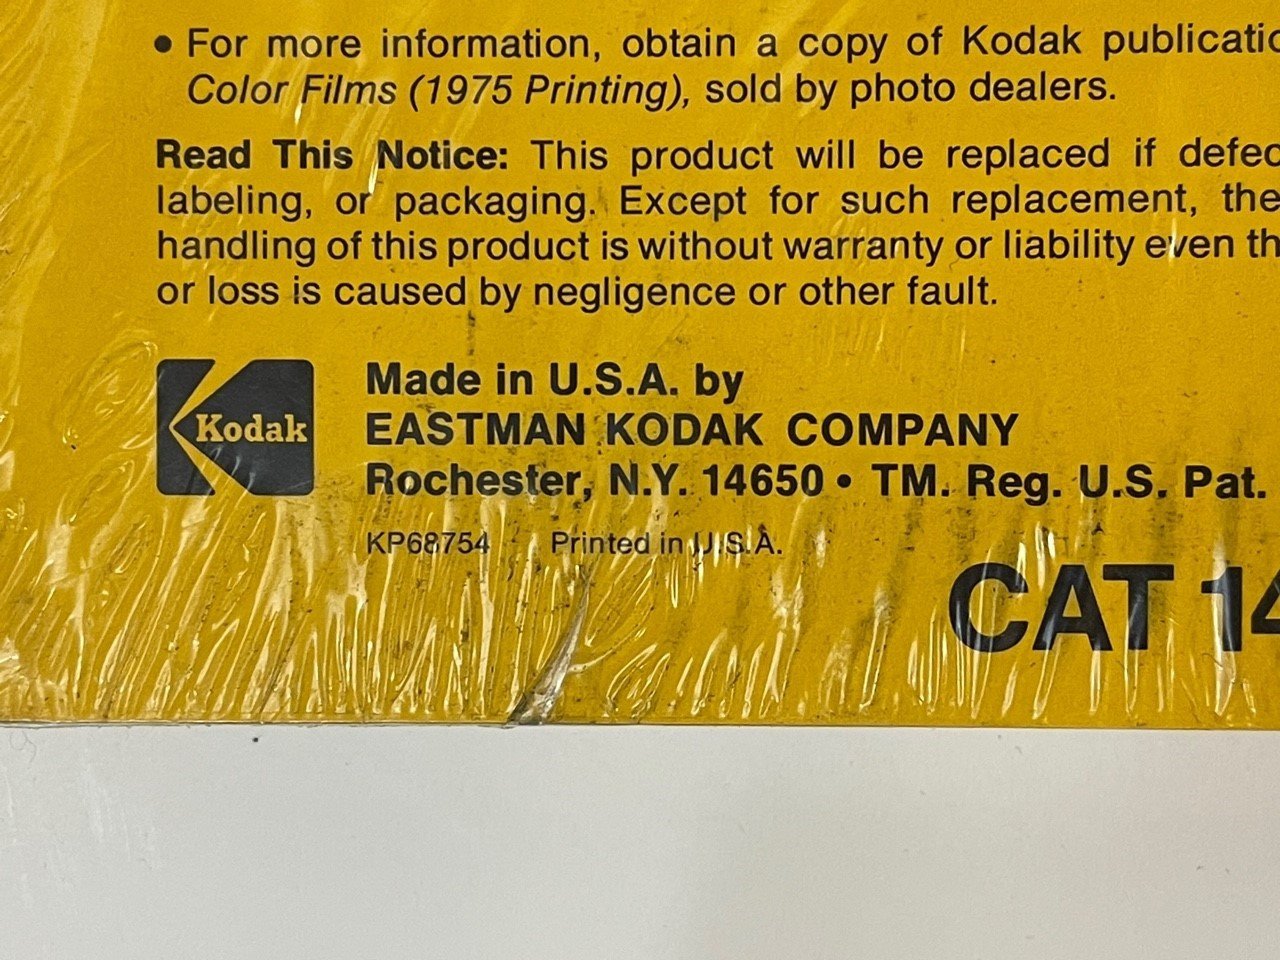 • For more information, obtain a copy of Kodak publicatio
Color Films (1975 Printing), sold by photo dealers.
Read This Notice: This product will be replaced if defec
labeling, or packaging. Except for such replacement, the
handling of this product is without warranty or liability even th
or loss is caused by negligence or other fault.
Kodak
Made in U.S.A. by
EASTMAN KODAK COMPANY
Rochester, N.Y. 14650 • TM. Reg. U.S. Pat.
KP68754 Printed in U.S.A.
CAT 14